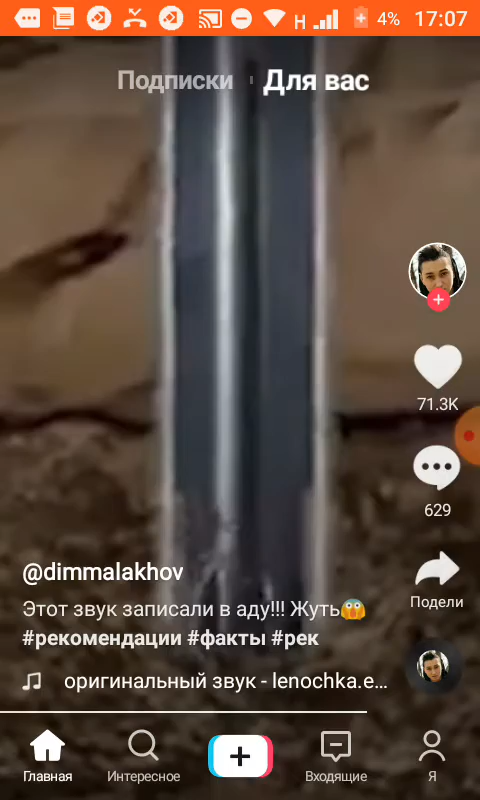 H 4% 17:07
Подписки Для вас
71.3K
629
Подели
@dimmalakhov
Этот звук записали в аду!!! Жуть😱
#рекомендации #факты #рек
оригинальный звук - lenochka.e...
Главная Интересное Входящие Я